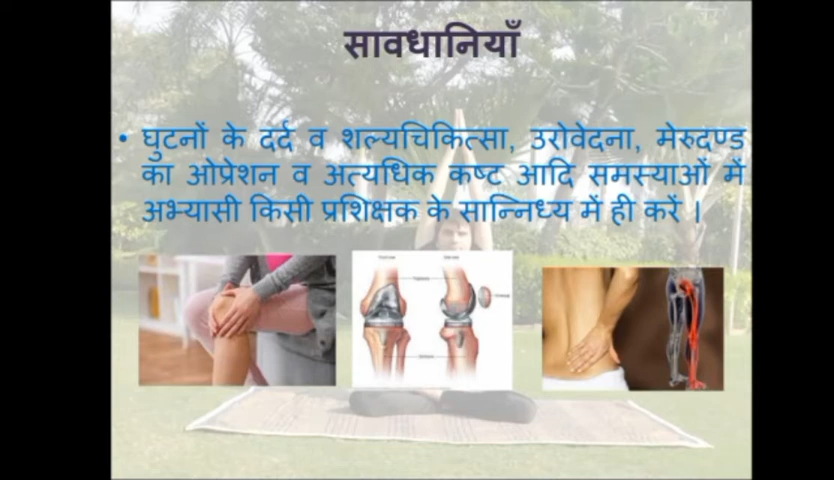 सावधानियाँ
• घुटनों के दर्द व शल्यचिकित्सा, उरोवेदना, मेरुदण्ड
का ओप्रेशन व अत्यधिक कष्ट आदि समस्याओं में
अभ्यासी किसी प्रशिक्षक के सान्निध्य में ही करें ।